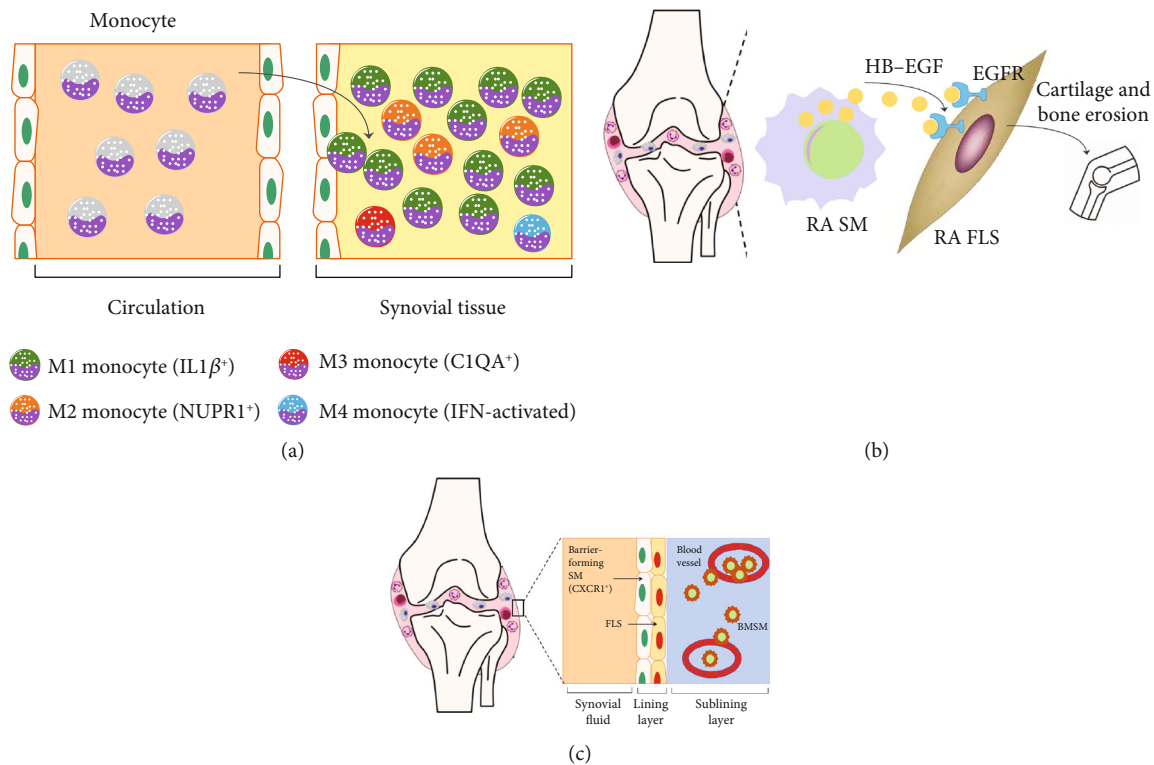 Monocyte
Circulation
Synovial tissue
M1 monocyte (IL1β⁺)
M3 monocyte (C1QA⁺)
M2 monocyte (NUPR1⁺)
M4 monocyte (IFN-activated)
(a)
HB–EGF
EGFR
Cartilage and
bone erosion
RA SM
RA FLS
(b)
Barrier-
forming
SM
(CXCR1⁺)
FLS
Blood
vessel
BMSM
Synovial
fluid
Lining
layer
Sublining
layer
(c)